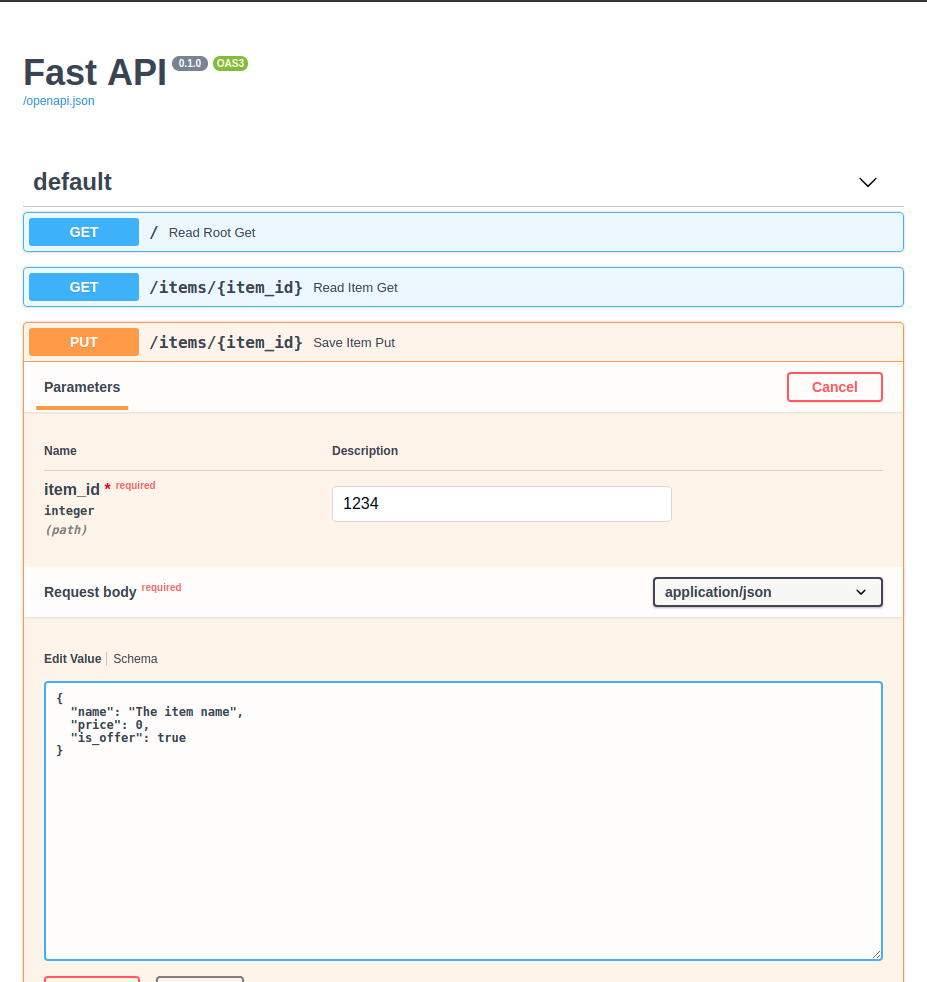 Fast API 0.1.0 OAS3
/openapi.json
default
GET / Read Root Get
GET /items/{item_id} Read Item Get
PUT /items/{item_id} Save Item Put
Parameters Cancel
Name Description
item_id * required
1234
integer
(path)
Request body required application/json
Edit Value Schema
{
  "name": "The item name",
  "price": 0,
  "is_offer": true
}